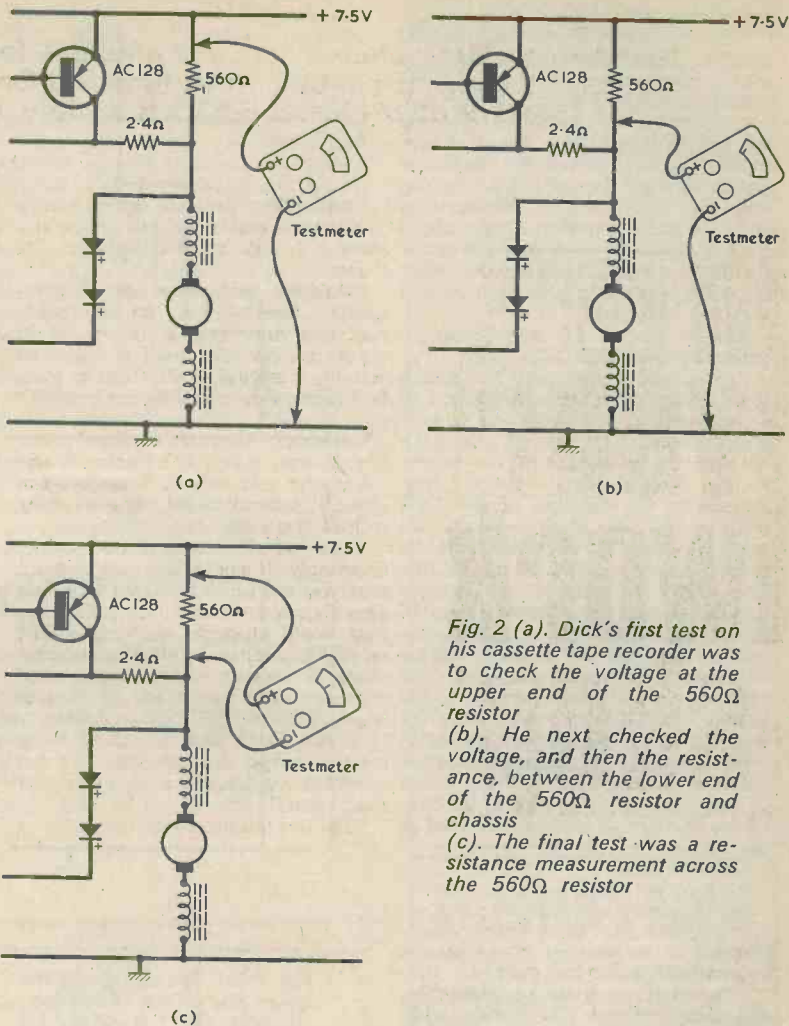 + 7·5V
AC128
560Ω
2·4Ω
+
-
Testmeter
+
+
(a)
+ 7·5V
AC128
560Ω
2·4Ω
+
-
Testmeter
+
+
(b)
+ 7·5V
AC128
560Ω
2·4Ω
+
-
Testmeter
+
+
(c)
Fig. 2 (a). Dick's first test on
his cassette tape recorder was
to check the voltage at the
upper end of the 560Ω
resistor
(b). He next checked the
voltage, and then the resist-
ance, between the lower end
of the 560Ω resistor and
chassis
(c). The final test was a re-
sistance measurement across
the 560Ω resistor